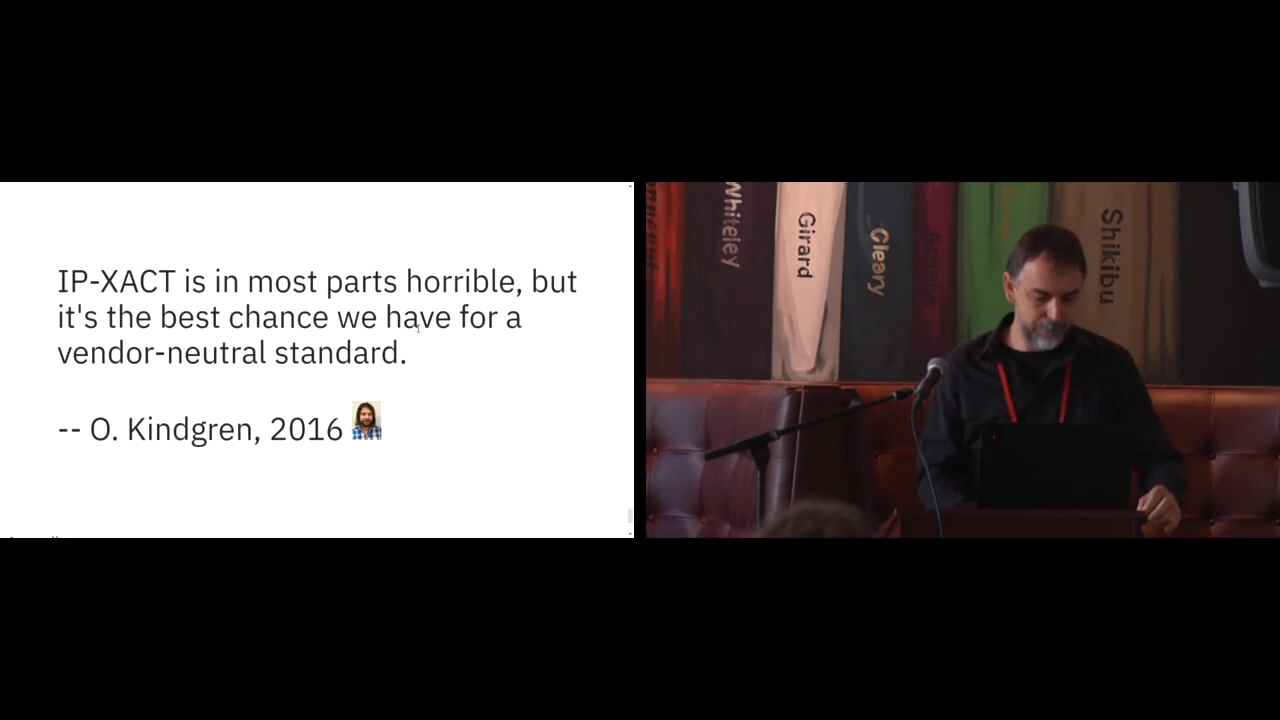 IP-XACT is in most parts horrible, but
it's the best chance we have for a
vendor-neutral standard.
-- O. Kindgren, 2016
Whiteley
Girard
Cleary
Shikibu